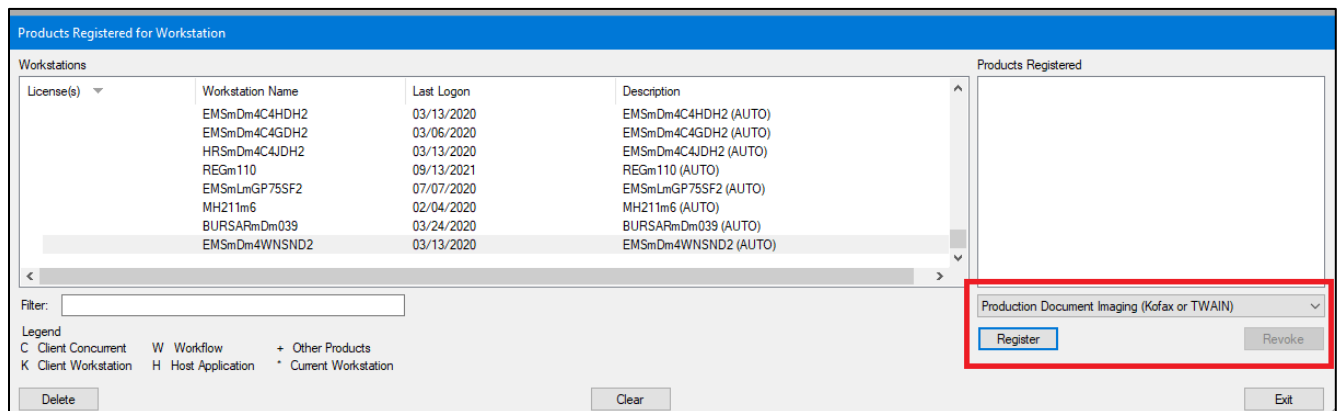 Products Registered for Workstation
Workstations
Products Registered
License(s) Workstation Name Last Logon Description
EMSmDm4C4HDH2 03/13/2020 EMSmDm4C4HDH2 (AUTO)
EMSmDm4C4GDH2 03/06/2020 EMSmDm4C4GDH2 (AUTO)
HRSmDm4C4JDH2 03/13/2020 EMSmDm4C4JDH2 (AUTO)
REGm110 09/13/2021 REGm110 (AUTO)
EMSmLmGP75SF2 07/07/2020 EMSmLmGP75SF2 (AUTO)
MH211m6 02/04/2020 MH211m6 (AUTO)
BURSARmDm039 03/24/2020 BURSARmDm039 (AUTO)
EMSmDm4WNSND2 03/13/2020 EMSmDm4WNSND2 (AUTO)
Filter:
Production Document Imaging (Kofax or TWAIN)
Legend
C Client Concurrent W Workflow + Other Products
K Client Workstation H Host Application * Current Workstation
Register Revoke
Delete Clear Exit